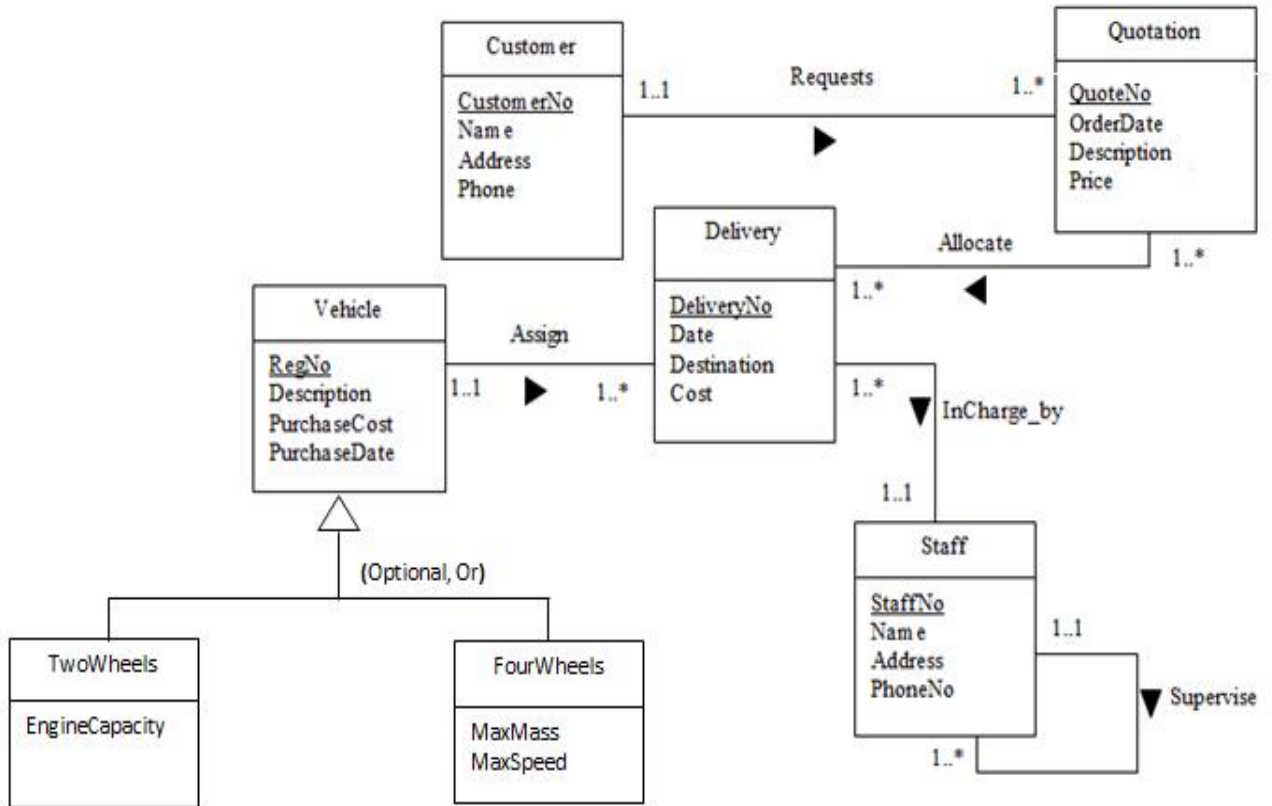 Customer
CustomerNo
Name
Address
Phone
1..1
Requests
1..*
Quotation
QuoteNo
OrderDate
Description
Price
1..*
Allocate
1..*
Delivery
DeliveryNo
Date
Destination
Cost
Vehicle
RegNo
Description
PurchaseCost
PurchaseDate
1..1
Assign
1..*
1..*
InCharge_by
1..1
Staff
StaffNo
Name
Address
PhoneNo
1..1
Supervise
1..*
(Optional, Or)
TwoWheels
EngineCapacity
FourWheels
MaxMass
MaxSpeed